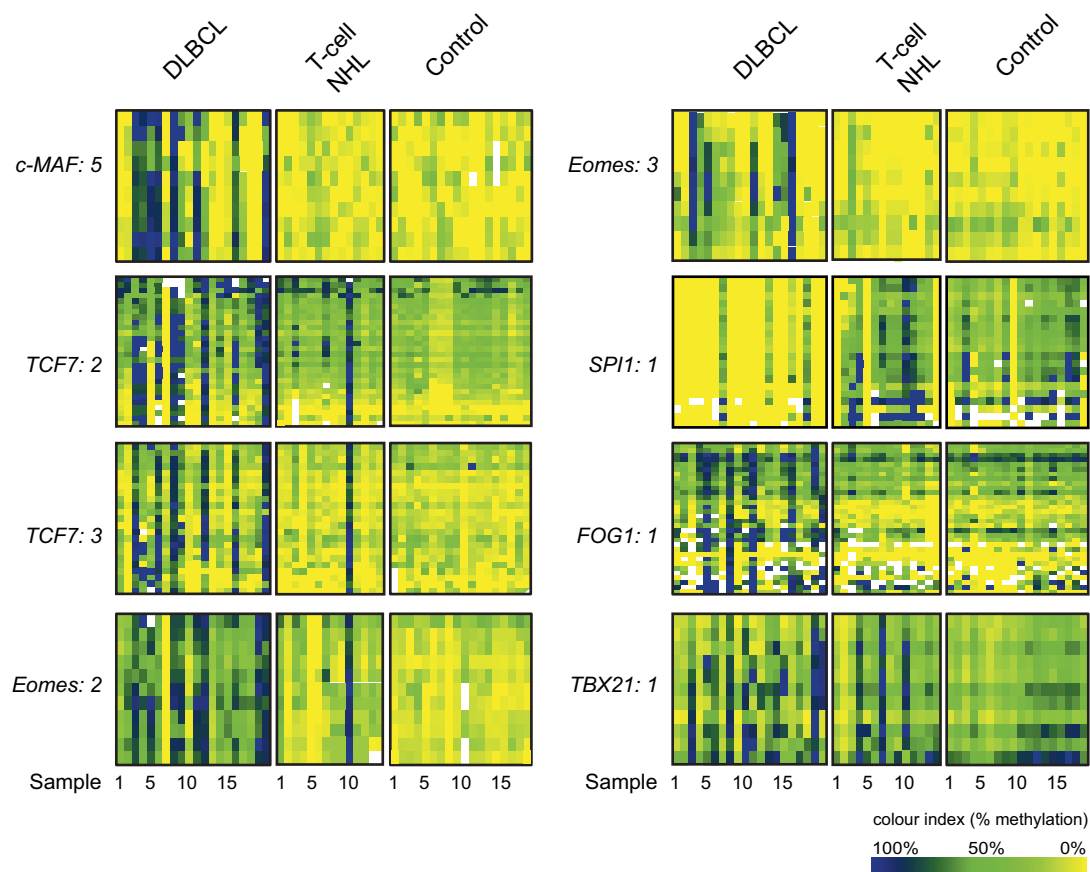 DLBCL
T-cell
NHL
Control
c-MAF: 5
TCF7: 2
TCF7: 3
Eomes: 2
Sample 1 5 10 15 1 5 10 1 5 10 15
DLBCL
T-cell
NHL
Control
Eomes: 3
SPI1: 1
FOG1: 1
TBX21: 1
Sample 1 5 10 15 1 5 10 1 5 10 15
colour index (% methylation)
100% 50% 0%